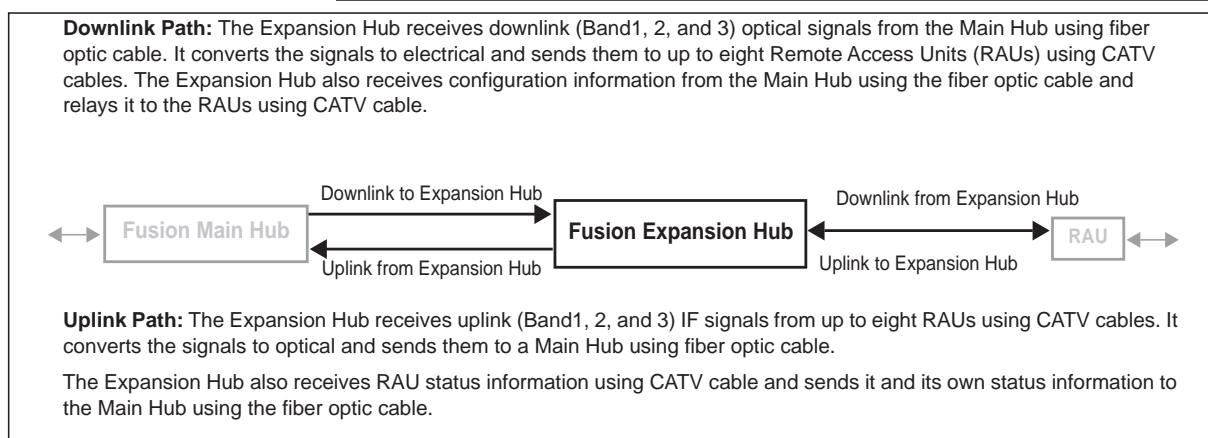 Downlink Path: The Expansion Hub receives downlink (Band1, 2, and 3) optical signals from the Main Hub using fiber
optic cable. It converts the signals to electrical and sends them to up to eight Remote Access Units (RAUs) using CATV
cables. The Expansion Hub also receives configuration information from the Main Hub using the fiber optic cable and
relays it to the RAUs using CATV cable.
Downlink to Expansion Hub
Downlink from Expansion Hub
Fusion Main Hub
Fusion Expansion Hub
RAU
Uplink from Expansion Hub
Uplink to Expansion Hub
Uplink Path: The Expansion Hub receives uplink (Band1, 2, and 3) IF signals from up to eight RAUs using CATV cables. It
converts the signals to optical and sends them to a Main Hub using fiber optic cable.
The Expansion Hub also receives RAU status information using CATV cable and sends it and its own status information to
the Main Hub using the fiber optic cable.